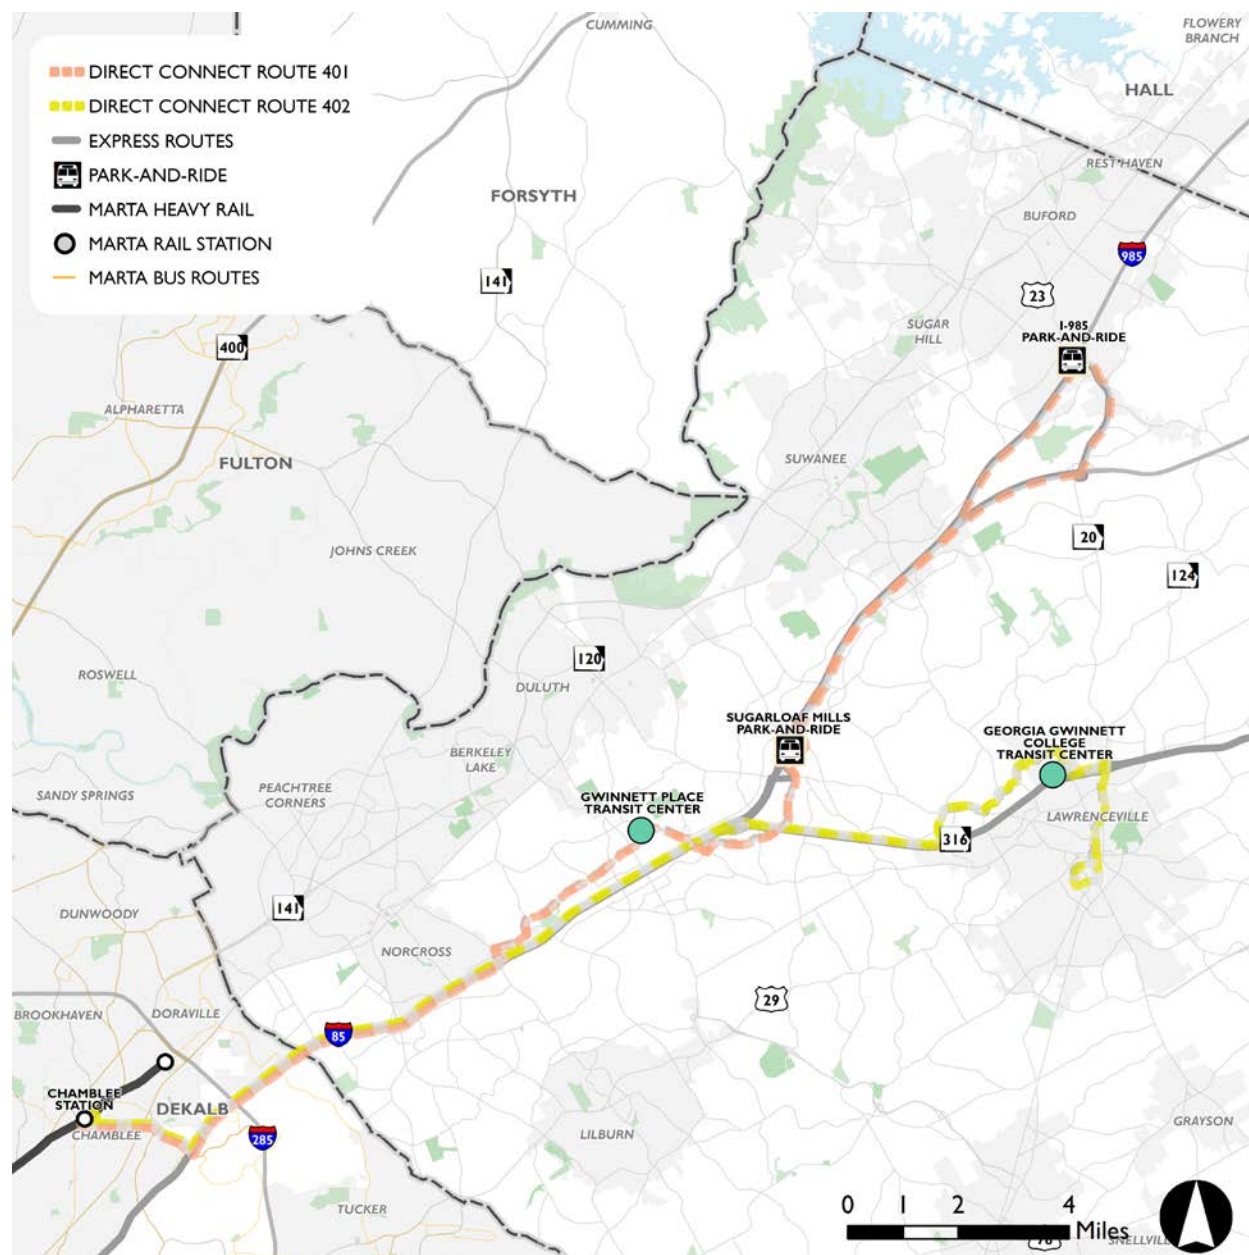 CUMMING
FLOWERY
BRANCH
DIRECT CONNECT ROUTE 401
DIRECT CONNECT ROUTE 402
EXPRESS ROUTES
PARK-AND-RIDE
MARTA HEAVY RAIL
MARTA RAIL STATION
MARTA BUS ROUTES
HALL
REST HAVEN
FORSYTH
BUFORD
985
141
23
SUGAR
HILL
I-985
PARK-AND-RIDE
400
ALPHARETTA
FULTON
SUWANEE
JOHNS CREEK
20
124
120
ROSWELL
DULUTH
SUGARLOAF MILLS
PARK-AND-RIDE
GEORGIA GWINNETT
COLLEGE
TRANSIT CENTER
BERKELEY
LAKE
SANDY SPRINGS
PEACHTREE
CORNERS
GWINNETT PLACE
TRANSIT CENTER
LAWRENCEVILLE
316
141
DUNWOODY
NORCROSS
29
BROOKHAVEN
DORAVILLE
85
CHAMBLEE
STATION
DEKALB
CHAMBLEE
285
LILBURN
GRAYSON
TUCKER
0 1 2 4
Miles
78